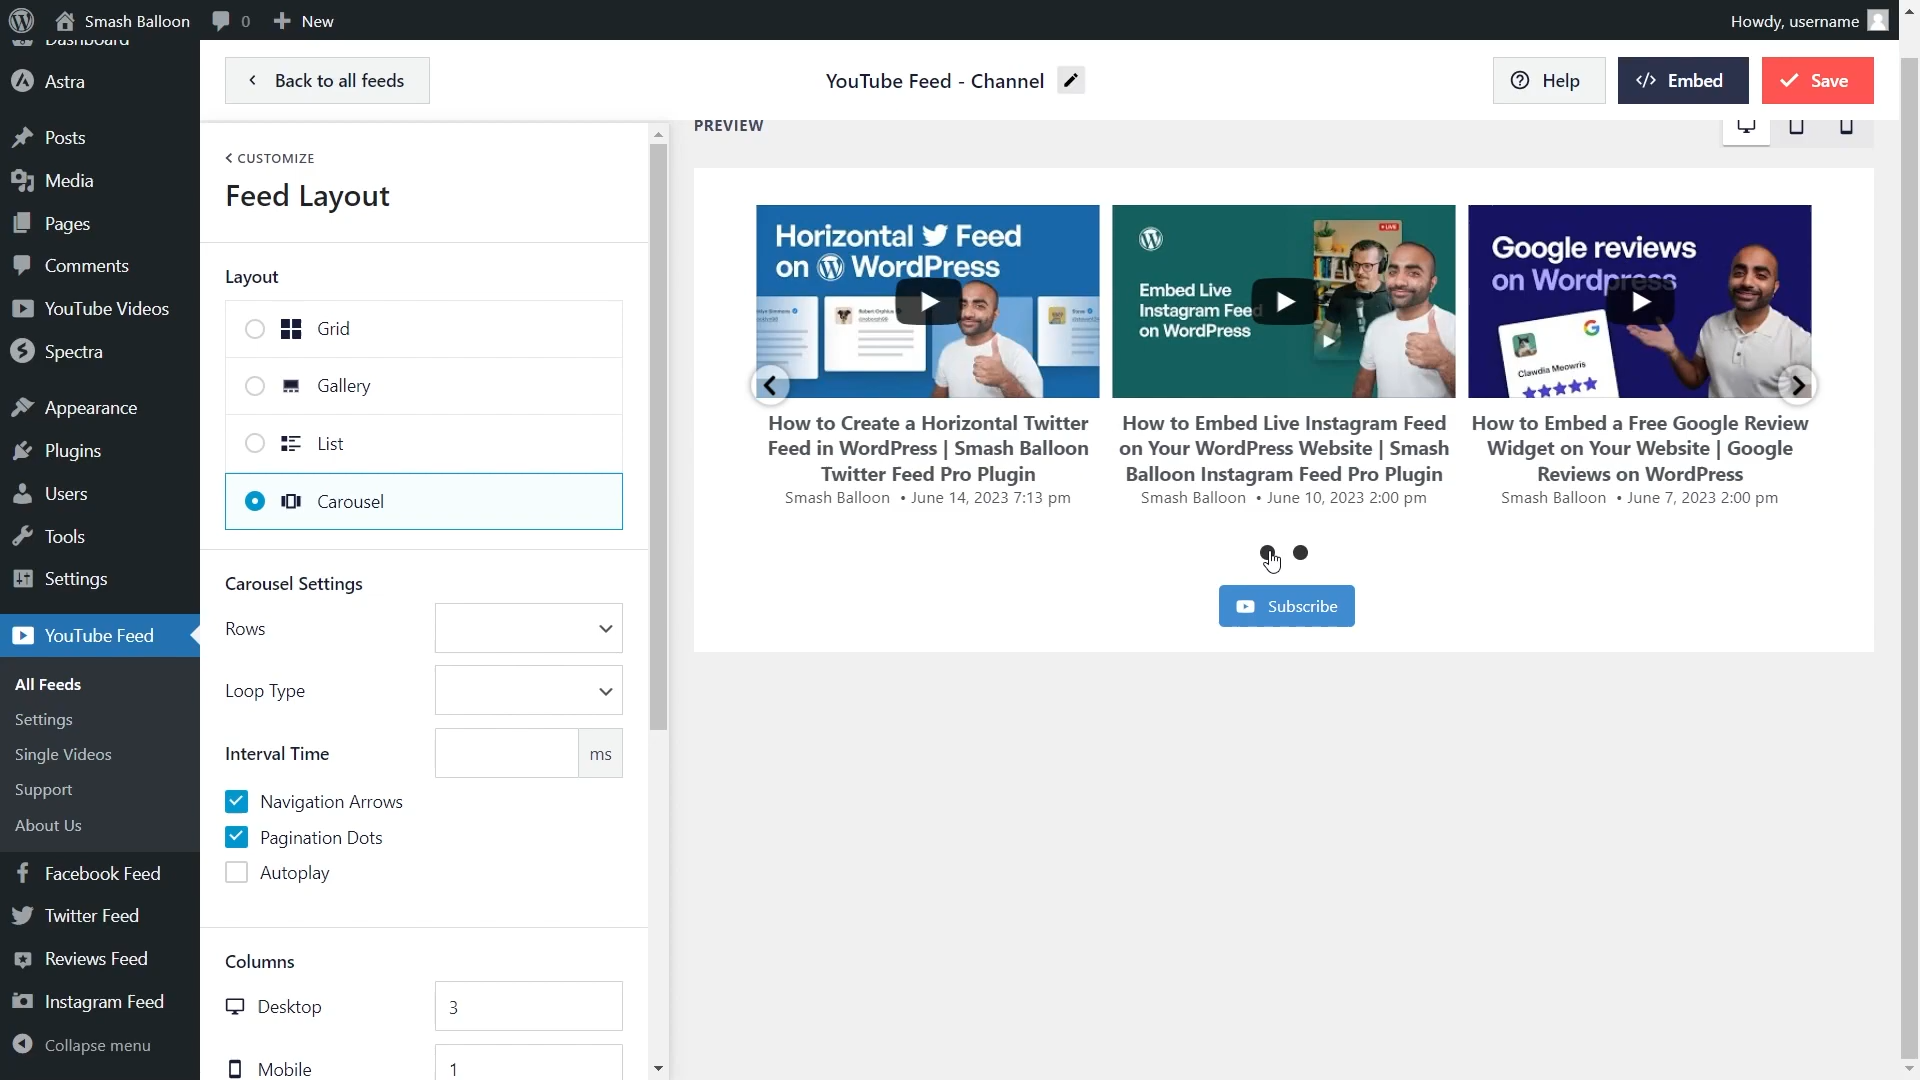 Smash Balloon 0 New
Howdy, username
Dashboard
Astra
Posts
Media
Pages
Comments
YouTube Videos
Spectra
Appearance
Plugins
Users
Tools
Settings
YouTube Feed
All Feeds
Settings
Single Videos
Support
About Us
Facebook Feed
Twitter Feed
Reviews Feed
Instagram Feed
Collapse menu
Back to all feeds
YouTube Feed - Channel
Help
Embed
Save
CUSTOMIZE
Feed Layout
Layout
Grid
Gallery
List
Carousel
Carousel Settings
Rows
Loop Type
Interval Time ms
Navigation Arrows
Pagination Dots
Autoplay
Columns
Desktop 3
Mobile 1
PREVIEW
Horizontal Feed
on WordPress
How to Create a Horizontal Twitter
Feed in WordPress | Smash Balloon
Twitter Feed Pro Plugin
Smash Balloon • June 14, 2023 7:13 pm
LIVE
Embed Live
Instagram Feed
on WordPress
How to Embed Live Instagram Feed
on Your WordPress Website | Smash
Balloon Instagram Feed Pro Plugin
Smash Balloon • June 10, 2023 2:00 pm
Google reviews
on Wordpress
Clawdia Meowris
How to Embed a Free Google Review
Widget on Your Website | Google
Reviews on WordPress
Smash Balloon • June 7, 2023 2:00 pm
Subscribe